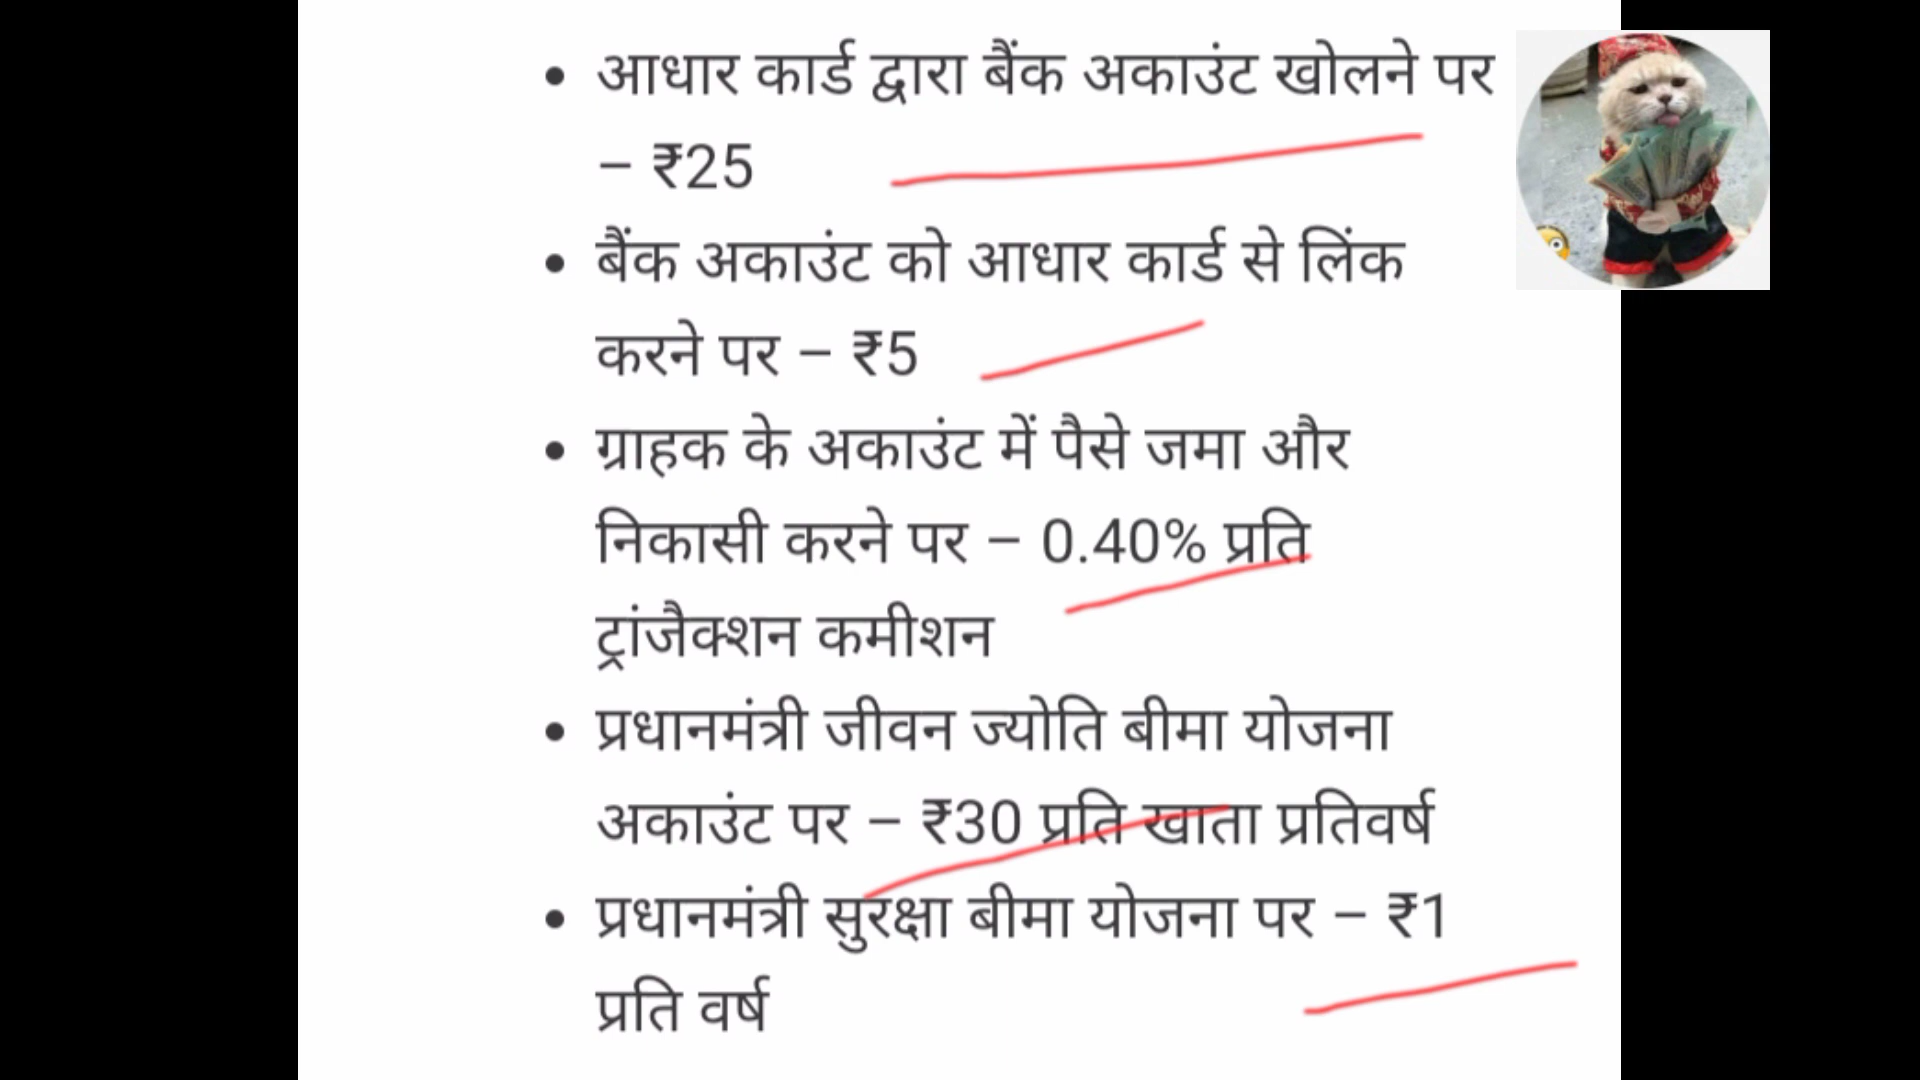 • आधार कार्ड द्वारा बैंक अकाउंट खोलने पर
– ₹25
• बैंक अकाउंट को आधार कार्ड से लिंक
करने पर – ₹5
• ग्राहक के अकाउंट में पैसे जमा और
निकासी करने पर – 0.40% प्रति
ट्रांजैक्शन कमीशन
• प्रधानमंत्री जीवन ज्योति बीमा योजना
अकाउंट पर – ₹30 प्रति खाता प्रतिवर्ष
• प्रधानमंत्री सुरक्षा बीमा योजना पर – ₹1
प्रति वर्ष